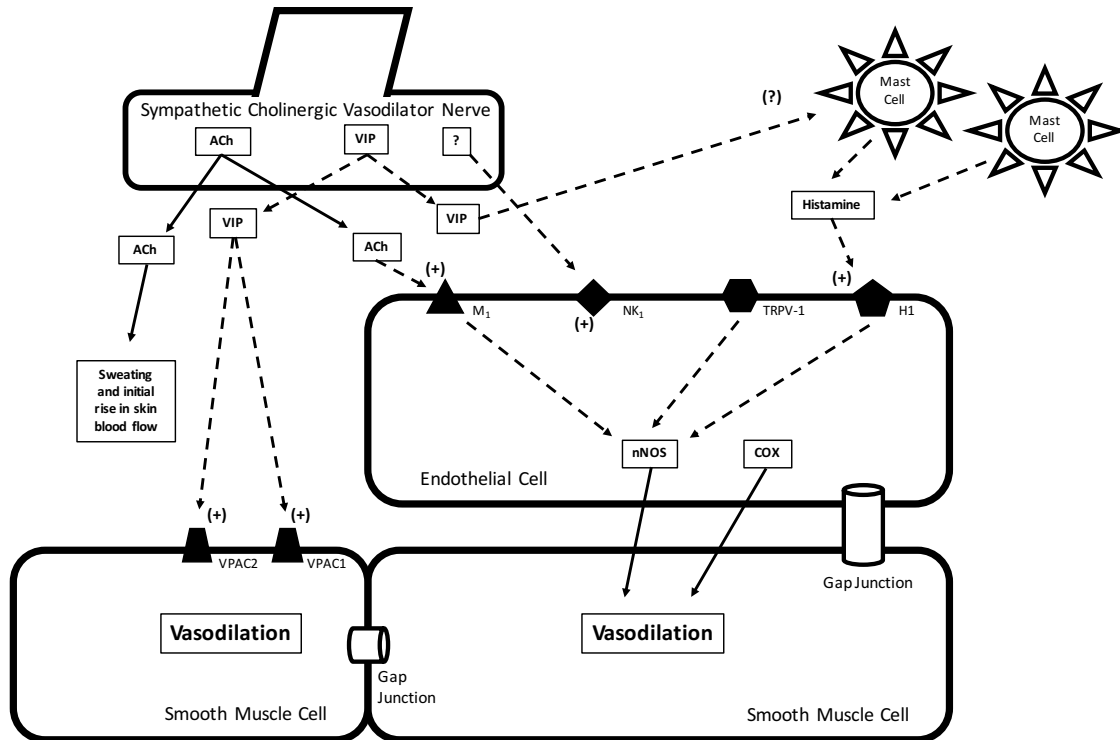 Sympathetic Cholinergic Vasodilator Nerve
ACh
VIP
?
(?)
Mast
Cell
Mast
Cell
VIP
VIP
Histamine
ACh
ACh
(+)
(+)
(+)
M1
NK1
TRPV-1
H1
Sweating
and initial
rise in skin
blood flow
nNOS
COX
Endothelial Cell
(+)
(+)
VPAC2
VPAC1
Gap Junction
Vasodilation
Vasodilation
Gap
Junction
Smooth Muscle Cell
Smooth Muscle Cell